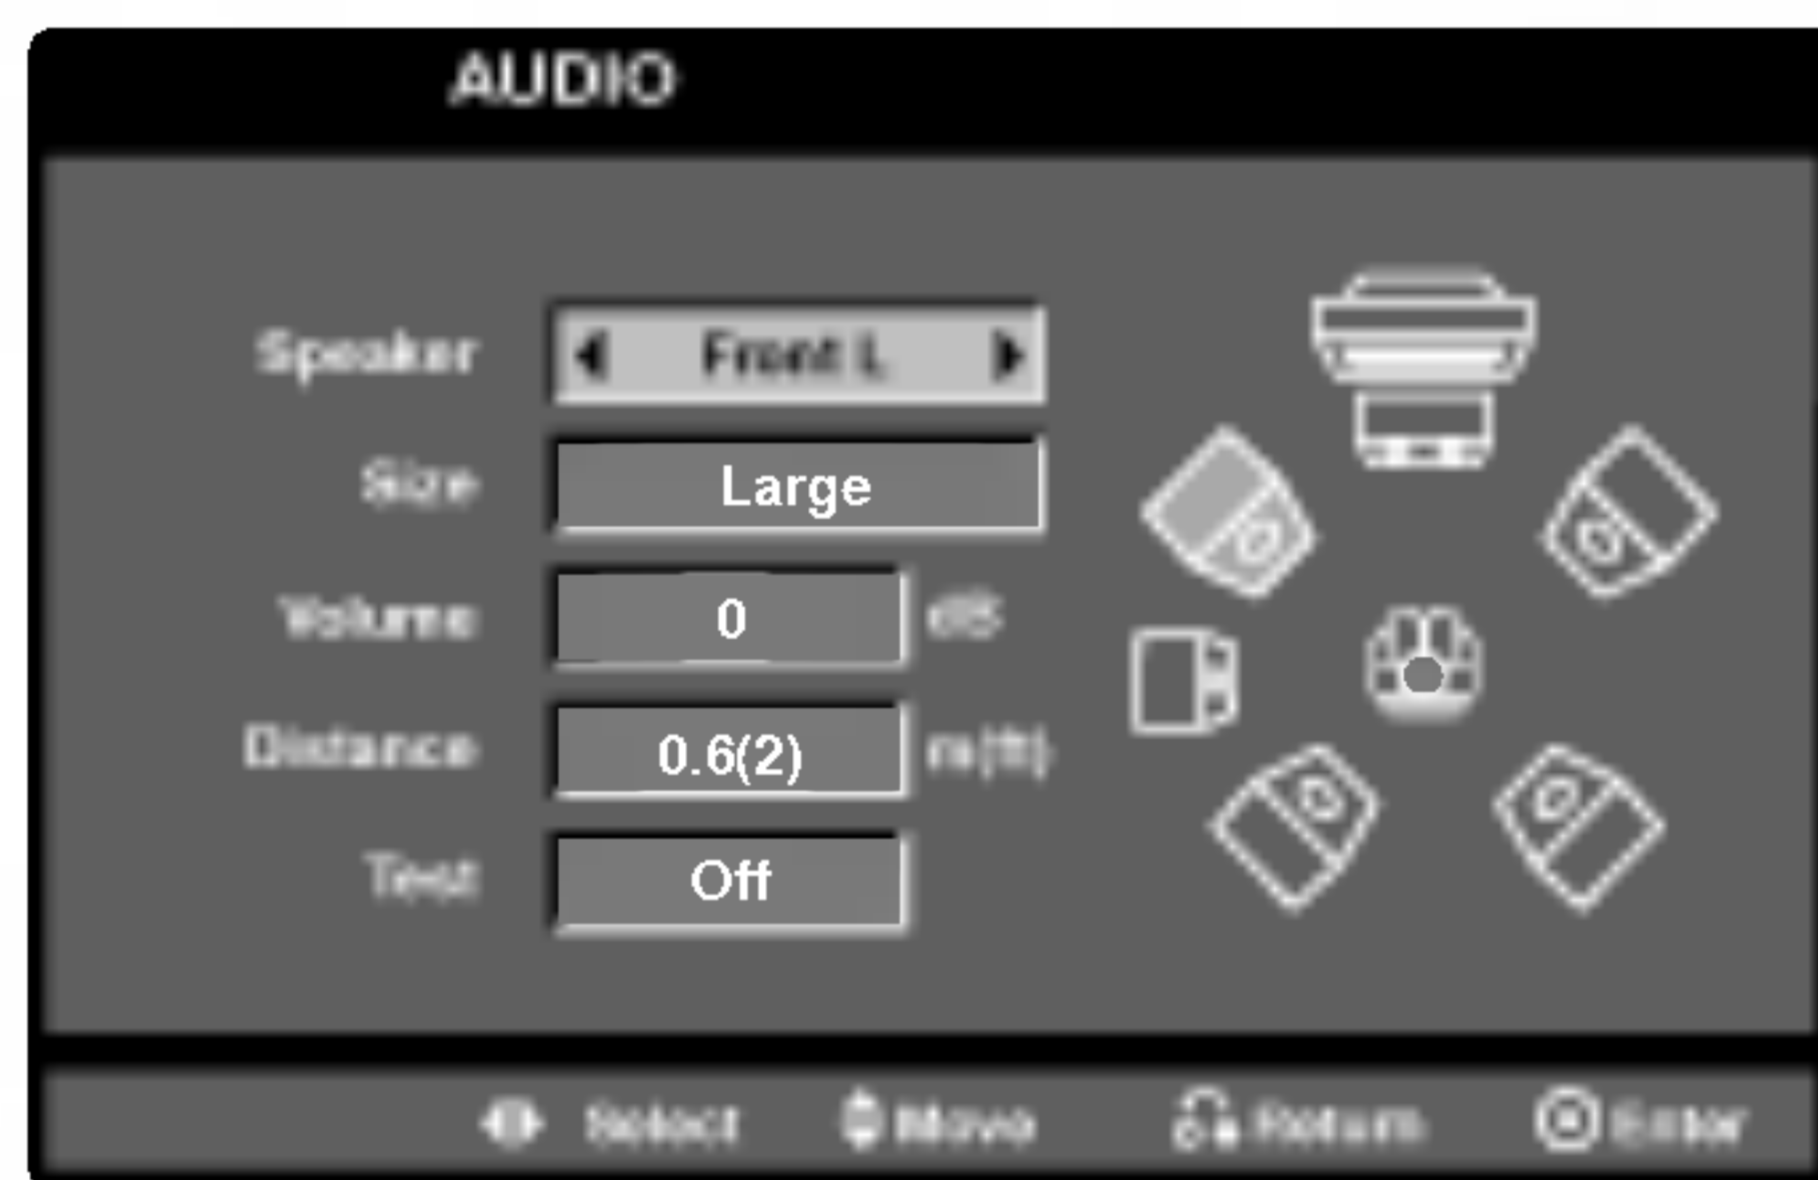 AUDIO
Speaker Front L
Size Large
Volume 0 dB
Distance 0.6(2) m(ft)
Test Off
Select Move Return Enter